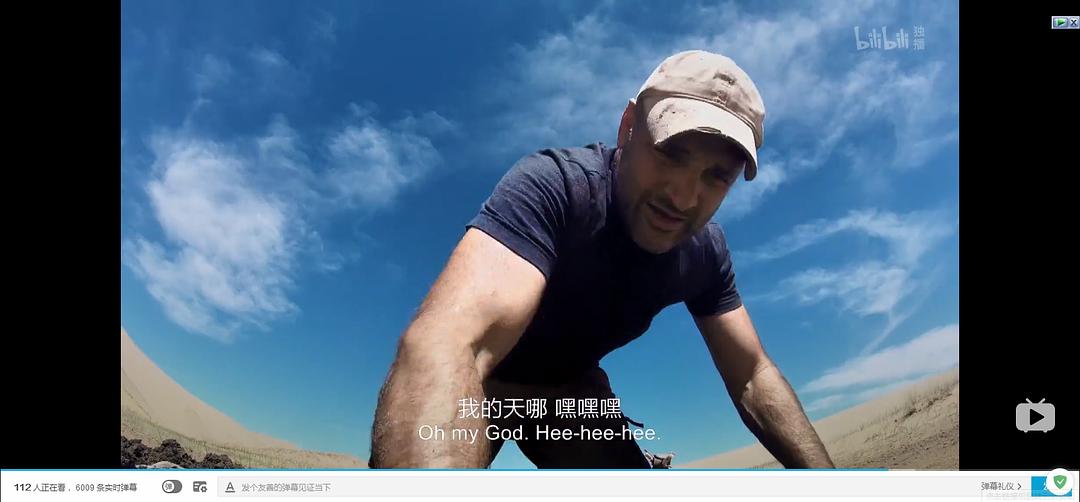 bilibili 独播
我的天哪 嘿嘿嘿
Oh my God. Hee-hee-hee.
112 人正在看，6009 条实时弹幕
弹
A 发个友善的弹幕见证当下
弹幕礼仪 >